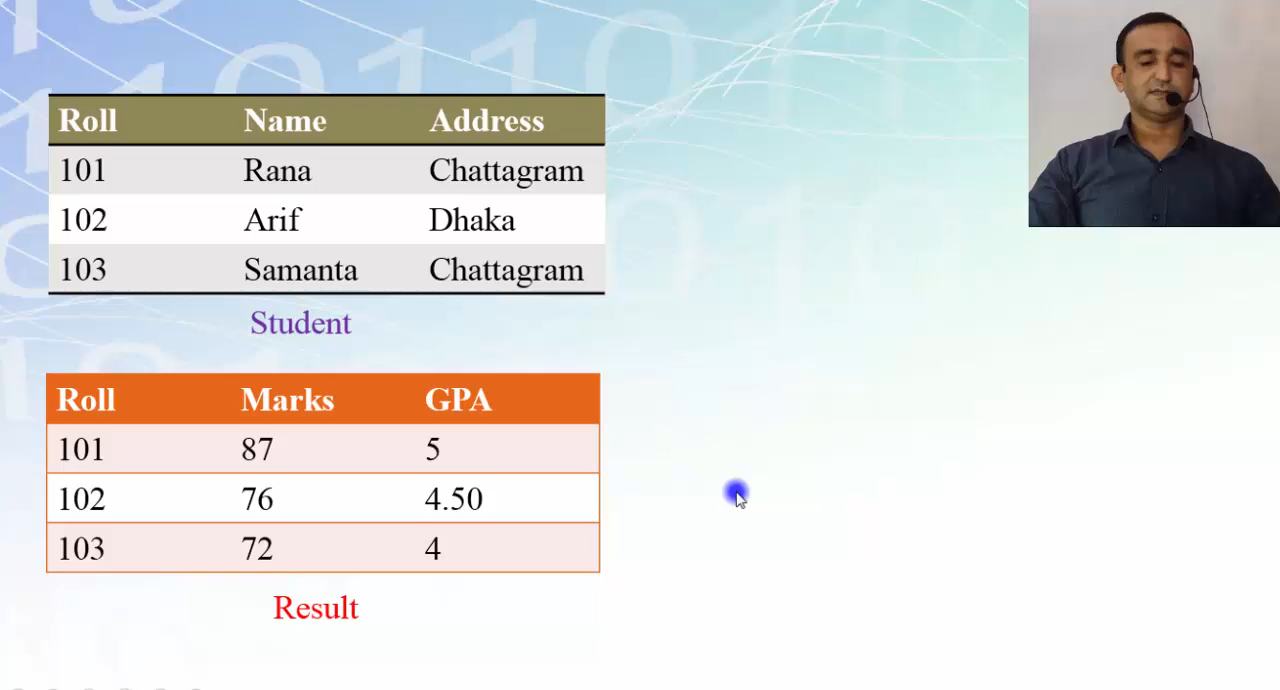 Roll Name Address
101 Rana Chattagram
102 Arif Dhaka
103 Samanta Chattagram
Student
Roll Marks GPA
101 87 5
102 76 4.50
103 72 4
Result